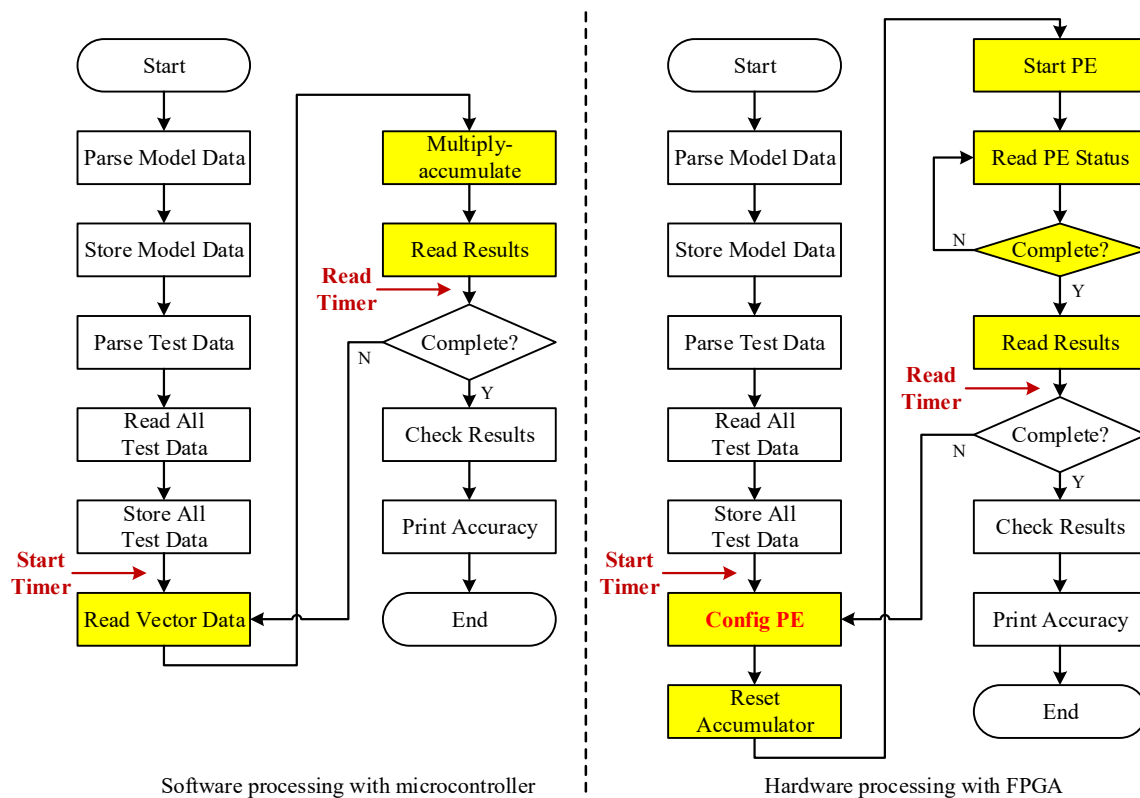 Start
Parse Model Data
Store Model Data
Parse Test Data
Read All
Test Data
Store All
Test Data
Start
Timer
Read Vector Data
Multiply-
accumulate
Read Results
Read
Timer
Complete?
N
Y
Check Results
Print Accuracy
End
Software processing with microcontroller
Start
Parse Model Data
Store Model Data
Parse Test Data
Read All
Test Data
Store All
Test Data
Start
Timer
Config PE
Reset
Accumulator
Start PE
Read PE Status
Complete?
N
Y
Read Results
Read
Timer
Complete?
N
Y
Check Results
Print Accuracy
End
Hardware processing with FPGA